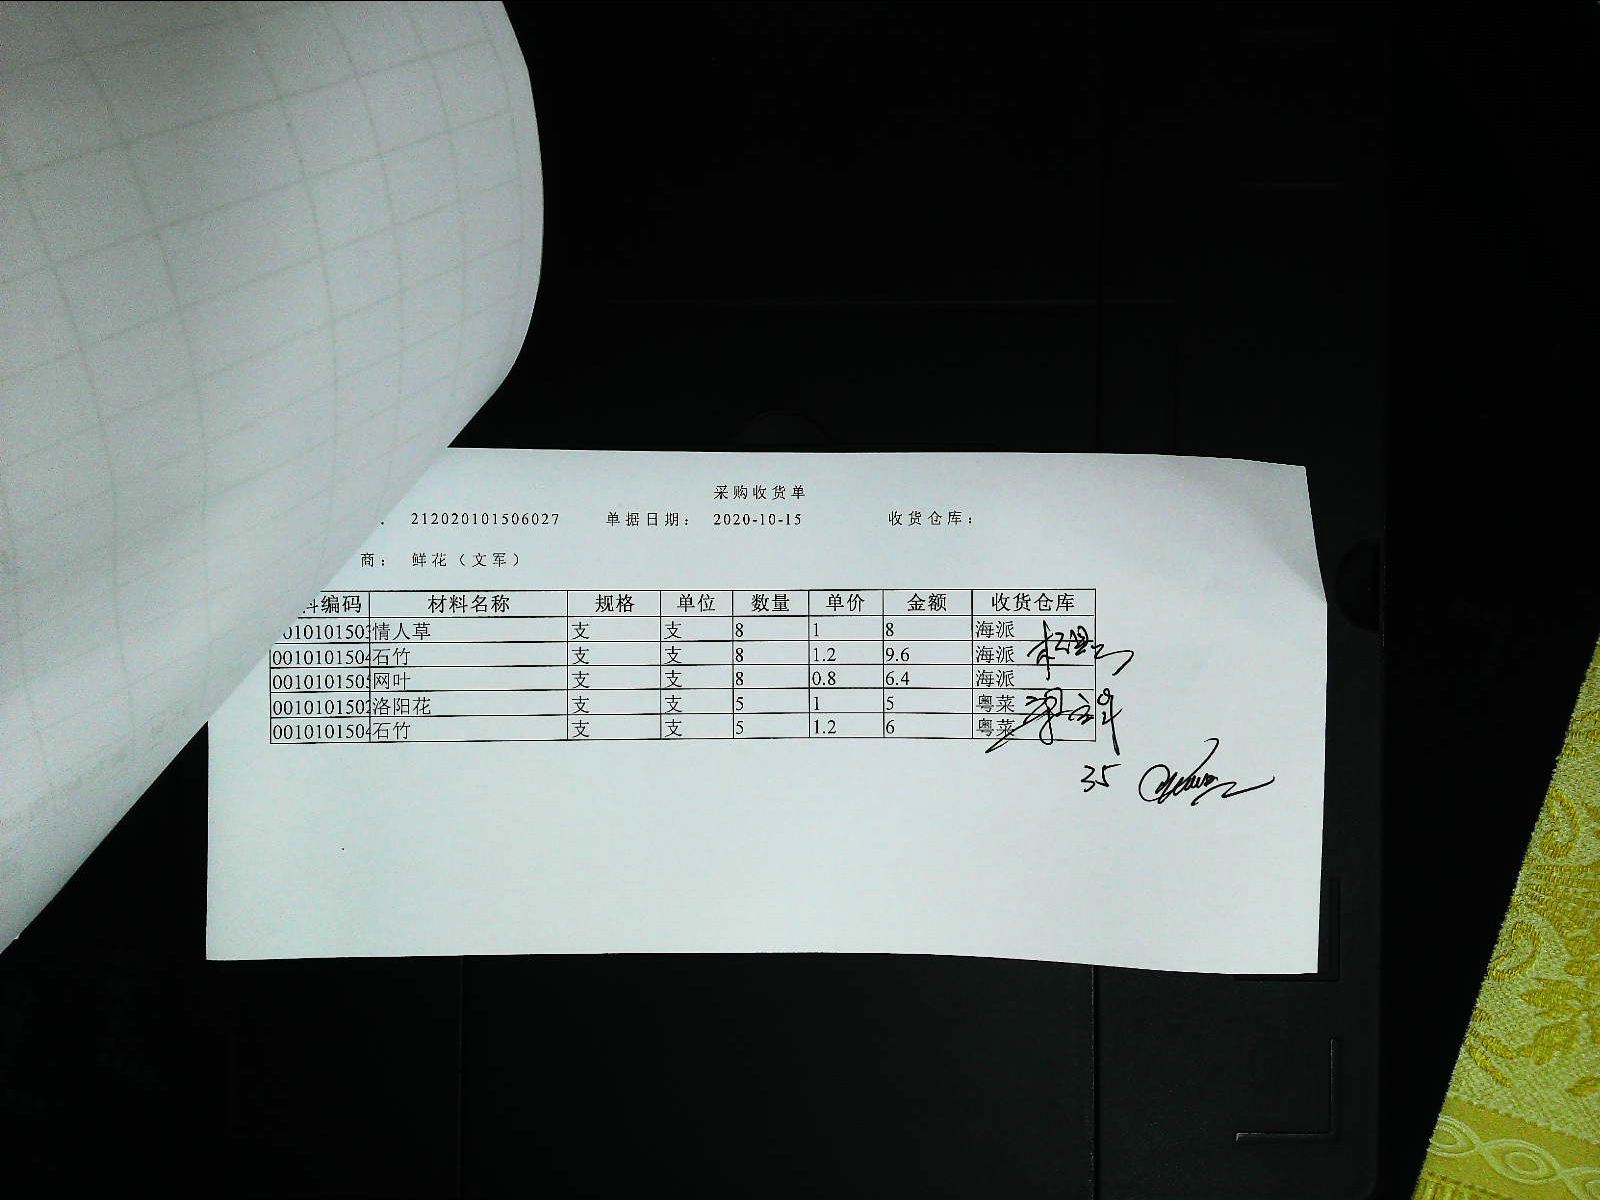 采购收货单
212020101506027 单据日期： 2020-10-15 收货仓库：
商： 鲜花（文军）
料编码 材料名称 规格 单位 数量 单价 金额 收货仓库
0010101503 情人草 支 支 8 1 8 海派
0010101504 石竹 支 支 8 1.2 9.6 海派
0010101505 网叶 支 支 8 0.8 6.4 海派
0010101502 洛阳花 支 支 5 1 5 粤菜
0010101504 石竹 支 支 5 1.2 6 粤菜
35